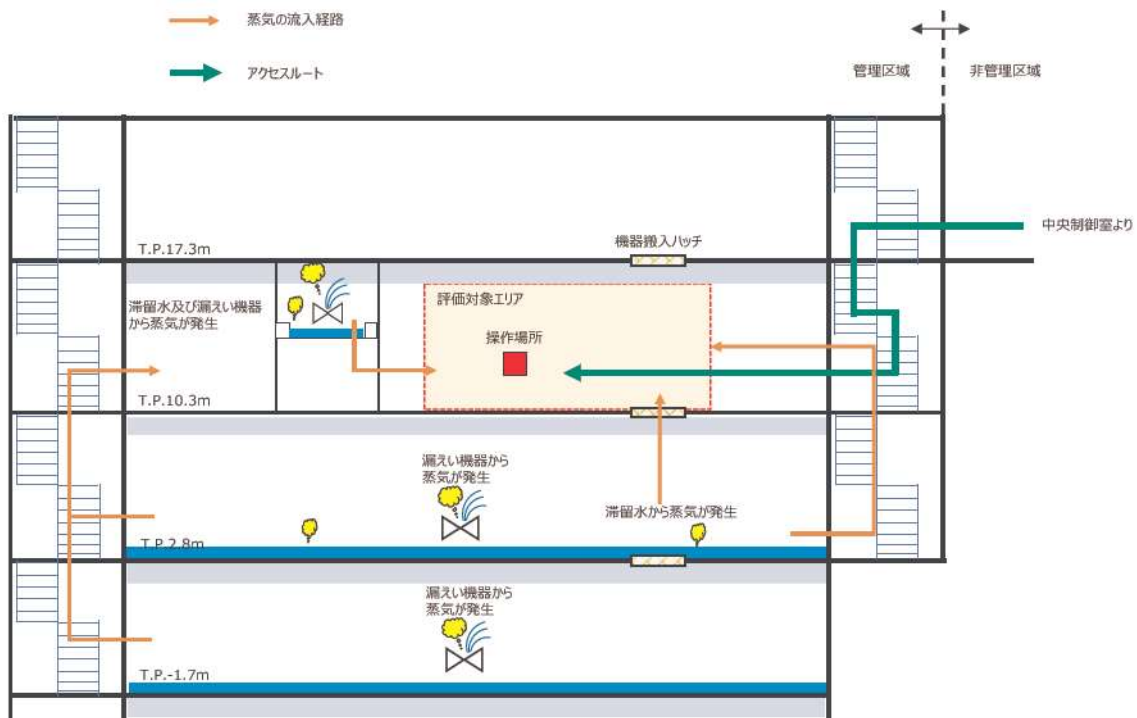 蒸気の流入経路
アクセスルート
管理区域
非管理区域
中央制御室より
T.P.17.3m
機器搬入ハッチ
滞留水及び漏えい機器
から蒸気が発生
評価対象エリア
操作場所
T.P.10.3m
漏えい機器から
蒸気が発生
滞留水から蒸気が発生
T.P.2.8m
漏えい機器から
蒸気が発生
T.P.-1.7m